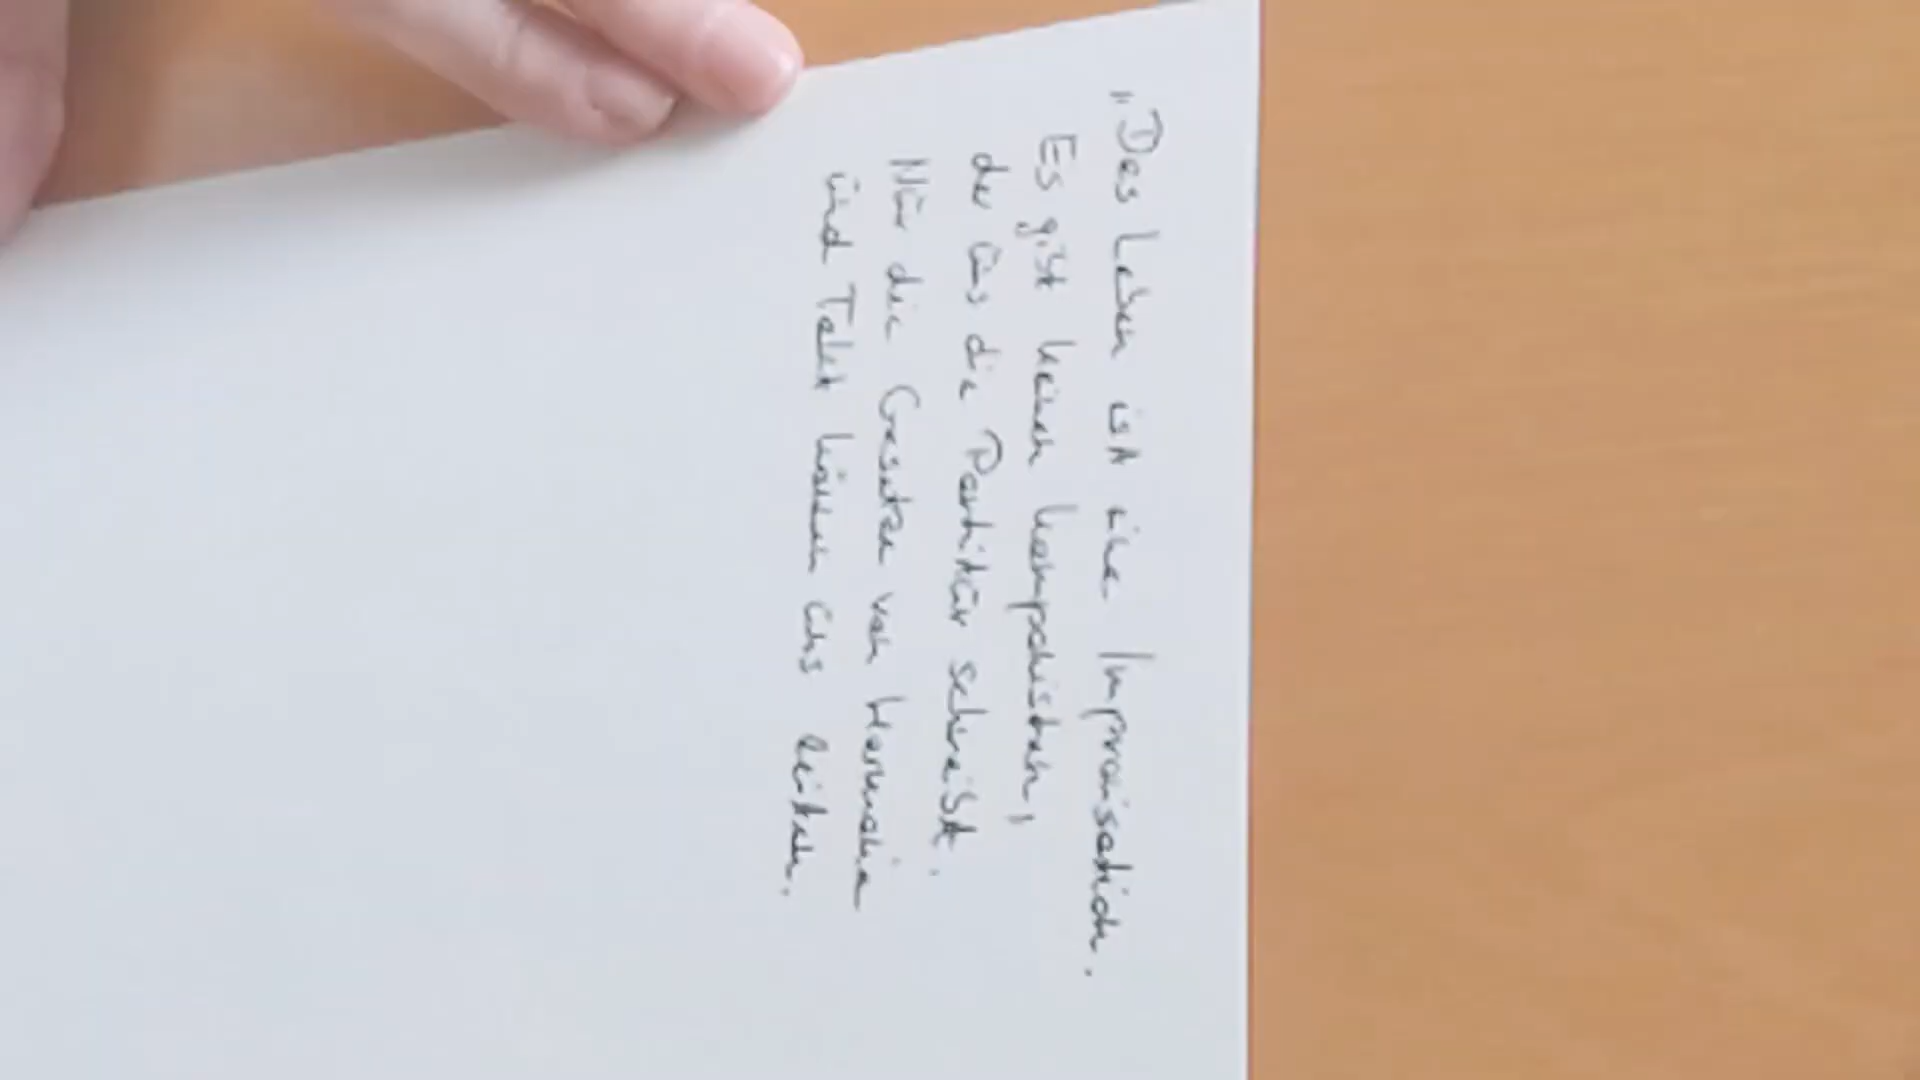 „Das Leben ist eine Improvisation.
Es gibt keinen Komponisten,
der uns die Partitur schreibt.
Nur die Gesetze von Harmonie
und Takt können uns leiten.